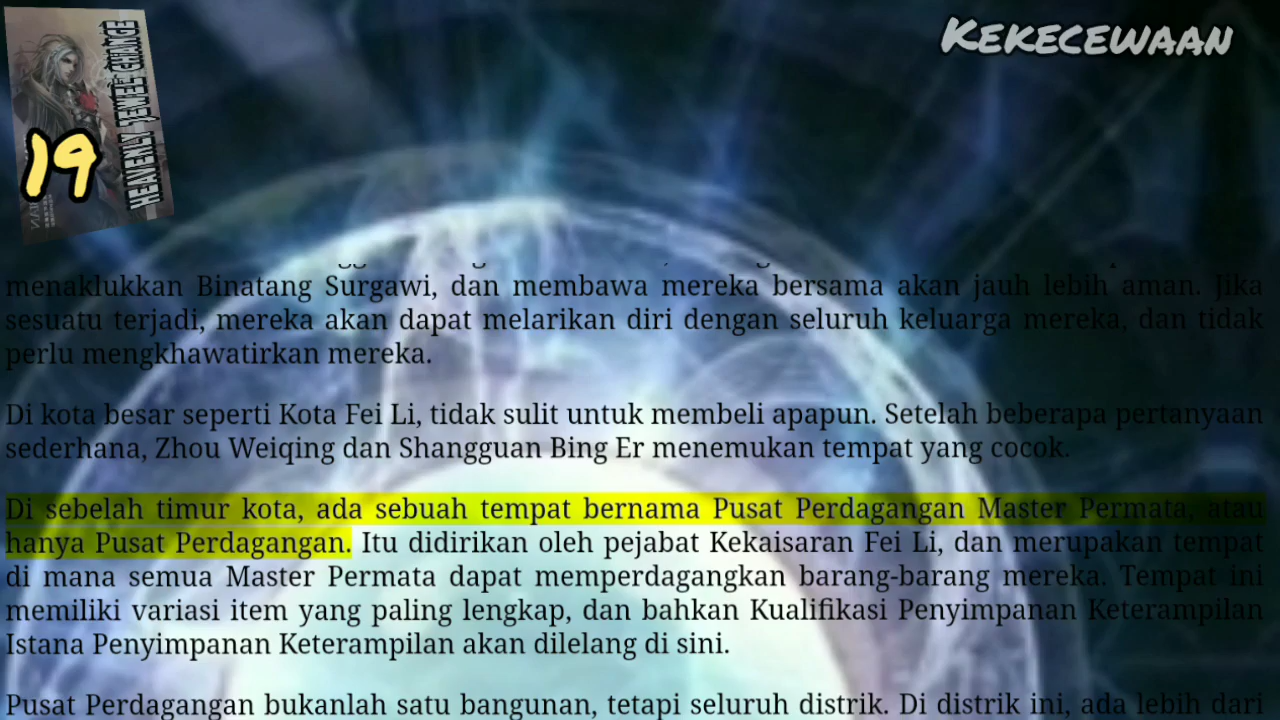 Kekecewaan
HEAVENLY JEWEL CHANGE
19
menaklukkan Binatang Surgawi, dan membawa mereka bersama akan jauh lebih aman. Jika
sesuatu terjadi, mereka akan dapat melarikan diri dengan seluruh keluarga mereka, dan tidak
perlu mengkhawatirkan mereka.
Di kota besar seperti Kota Fei Li, tidak sulit untuk membeli apapun. Setelah beberapa pertanyaan
sederhana, Zhou Weiqing dan Shangguan Bing Er menemukan tempat yang cocok.
Di sebelah timur kota, ada sebuah tempat bernama Pusat Perdagangan Master Permata, atau
hanya Pusat Perdagangan. Itu didirikan oleh pejabat Kekaisaran Fei Li, dan merupakan tempat
di mana semua Master Permata dapat memperdagangkan barang-barang mereka. Tempat ini
memiliki variasi item yang paling lengkap, dan bahkan Kualifikasi Penyimpanan Keterampilan
Istana Penyimpanan Keterampilan akan dilelang di sini.
Pusat Perdagangan bukanlah satu bangunan, tetapi seluruh distrik. Di distrik ini, ada lebih dari